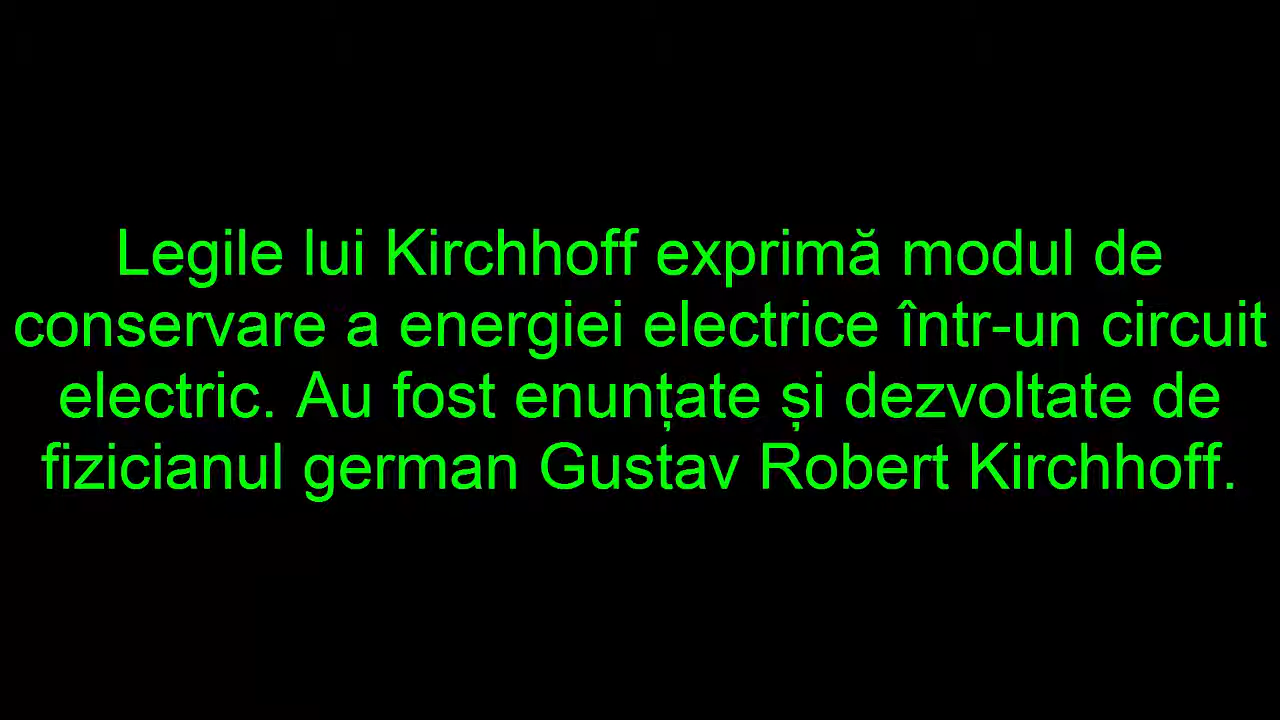 Legile lui Kirchhoff exprimă modul de
conservare a energiei electrice într-un circuit
electric. Au fost enunțate și dezvoltate de
fizicianul german Gustav Robert Kirchhoff.